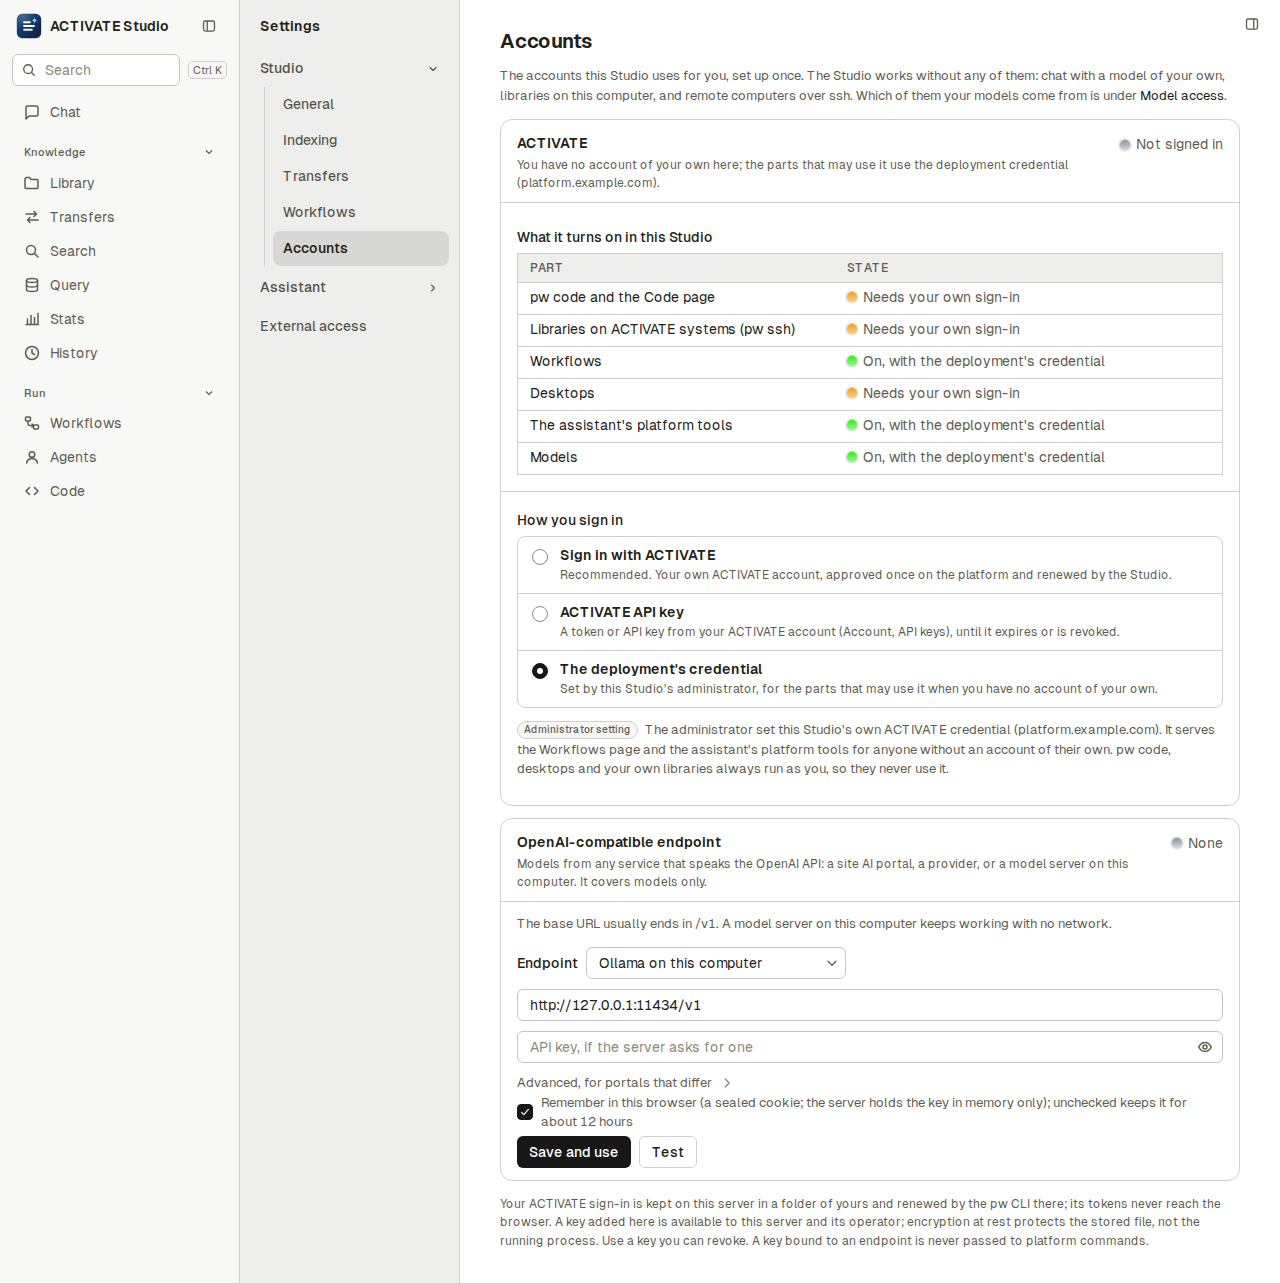 ACTIVATE Studio
Search
Ctrl K
Chat
Knowledge
Library
Transfers
Search
Query
Stats
History
Run
Workflows
Agents
Code
Settings
Studio
General
Indexing
Transfers
Workflows
Accounts
Assistant
External access
Accounts
The accounts this Studio uses for you, set up once. The Studio works without any of them: chat with a model of your own,
libraries on this computer, and remote computers over ssh. Which of them your models come from is under Model access.
ACTIVATE
Not signed in
You have no account of your own here; the parts that may use it use the deployment credential
(platform.example.com).
What it turns on in this Studio
PART STATE
pw code and the Code page Needs your own sign-in
Libraries on ACTIVATE systems (pw ssh) Needs your own sign-in
Workflows On, with the deployment's credential
Desktops Needs your own sign-in
The assistant's platform tools On, with the deployment's credential
Models On, with the deployment's credential
How you sign in
Sign in with ACTIVATE
Recommended. Your own ACTIVATE account, approved once on the platform and renewed by the Studio.
ACTIVATE API key
A token or API key from your ACTIVATE account (Account, API keys), until it expires or is revoked.
The deployment's credential
Set by this Studio's administrator, for the parts that may use it when you have no account of your own.
Administrator setting The administrator set this Studio's own ACTIVATE credential (platform.example.com). It serves
the Workflows page and the assistant's platform tools for anyone without an account of their own. pw code,
desktops and your own libraries always run as you, so they never use it.
OpenAI-compatible endpoint
None
Models from any service that speaks the OpenAI API: a site AI portal, a provider, or a model server on this
computer. It covers models only.
The base URL usually ends in /v1. A model server on this computer keeps working with no network.
Endpoint Ollama on this computer
http://127.0.0.1:11434/v1
API key, if the server asks for one
Advanced, for portals that differ
Remember in this browser (a sealed cookie; the server holds the key in memory only); unchecked keeps it for
about 12 hours
Save and use Test
Your ACTIVATE sign-in is kept on this server in a folder of yours and renewed by the pw CLI there; its tokens never reach the
browser. A key added here is available to this server and its operator; encryption at rest protects the stored file, not the
running process. Use a key you can revoke. A key bound to an endpoint is never passed to platform commands.